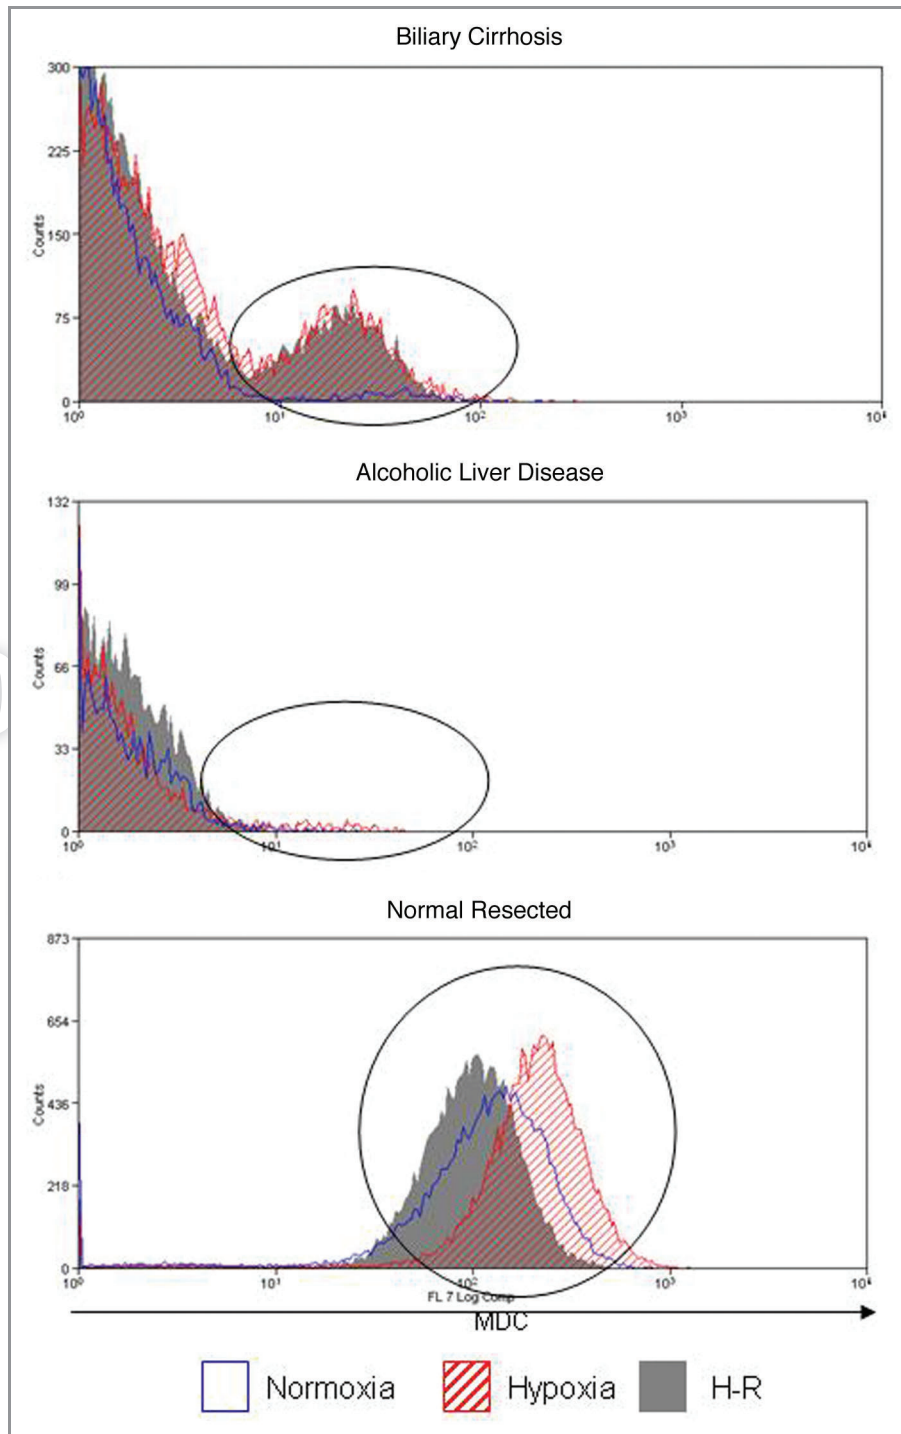 Biliary Cirrhosis
300
225
150
75
0
Counts
10⁰ 10¹ 10² 10³ 10⁴
Alcoholic Liver Disease
132
99
66
33
0
Counts
10⁰ 10¹ 10² 10³ 10⁴
Normal Resected
873
654
436
218
0
Counts
10⁰ 10¹ 10² 10³ 10⁴
FL 7 Log Comp
MDC
Normoxia Hypoxia H-R